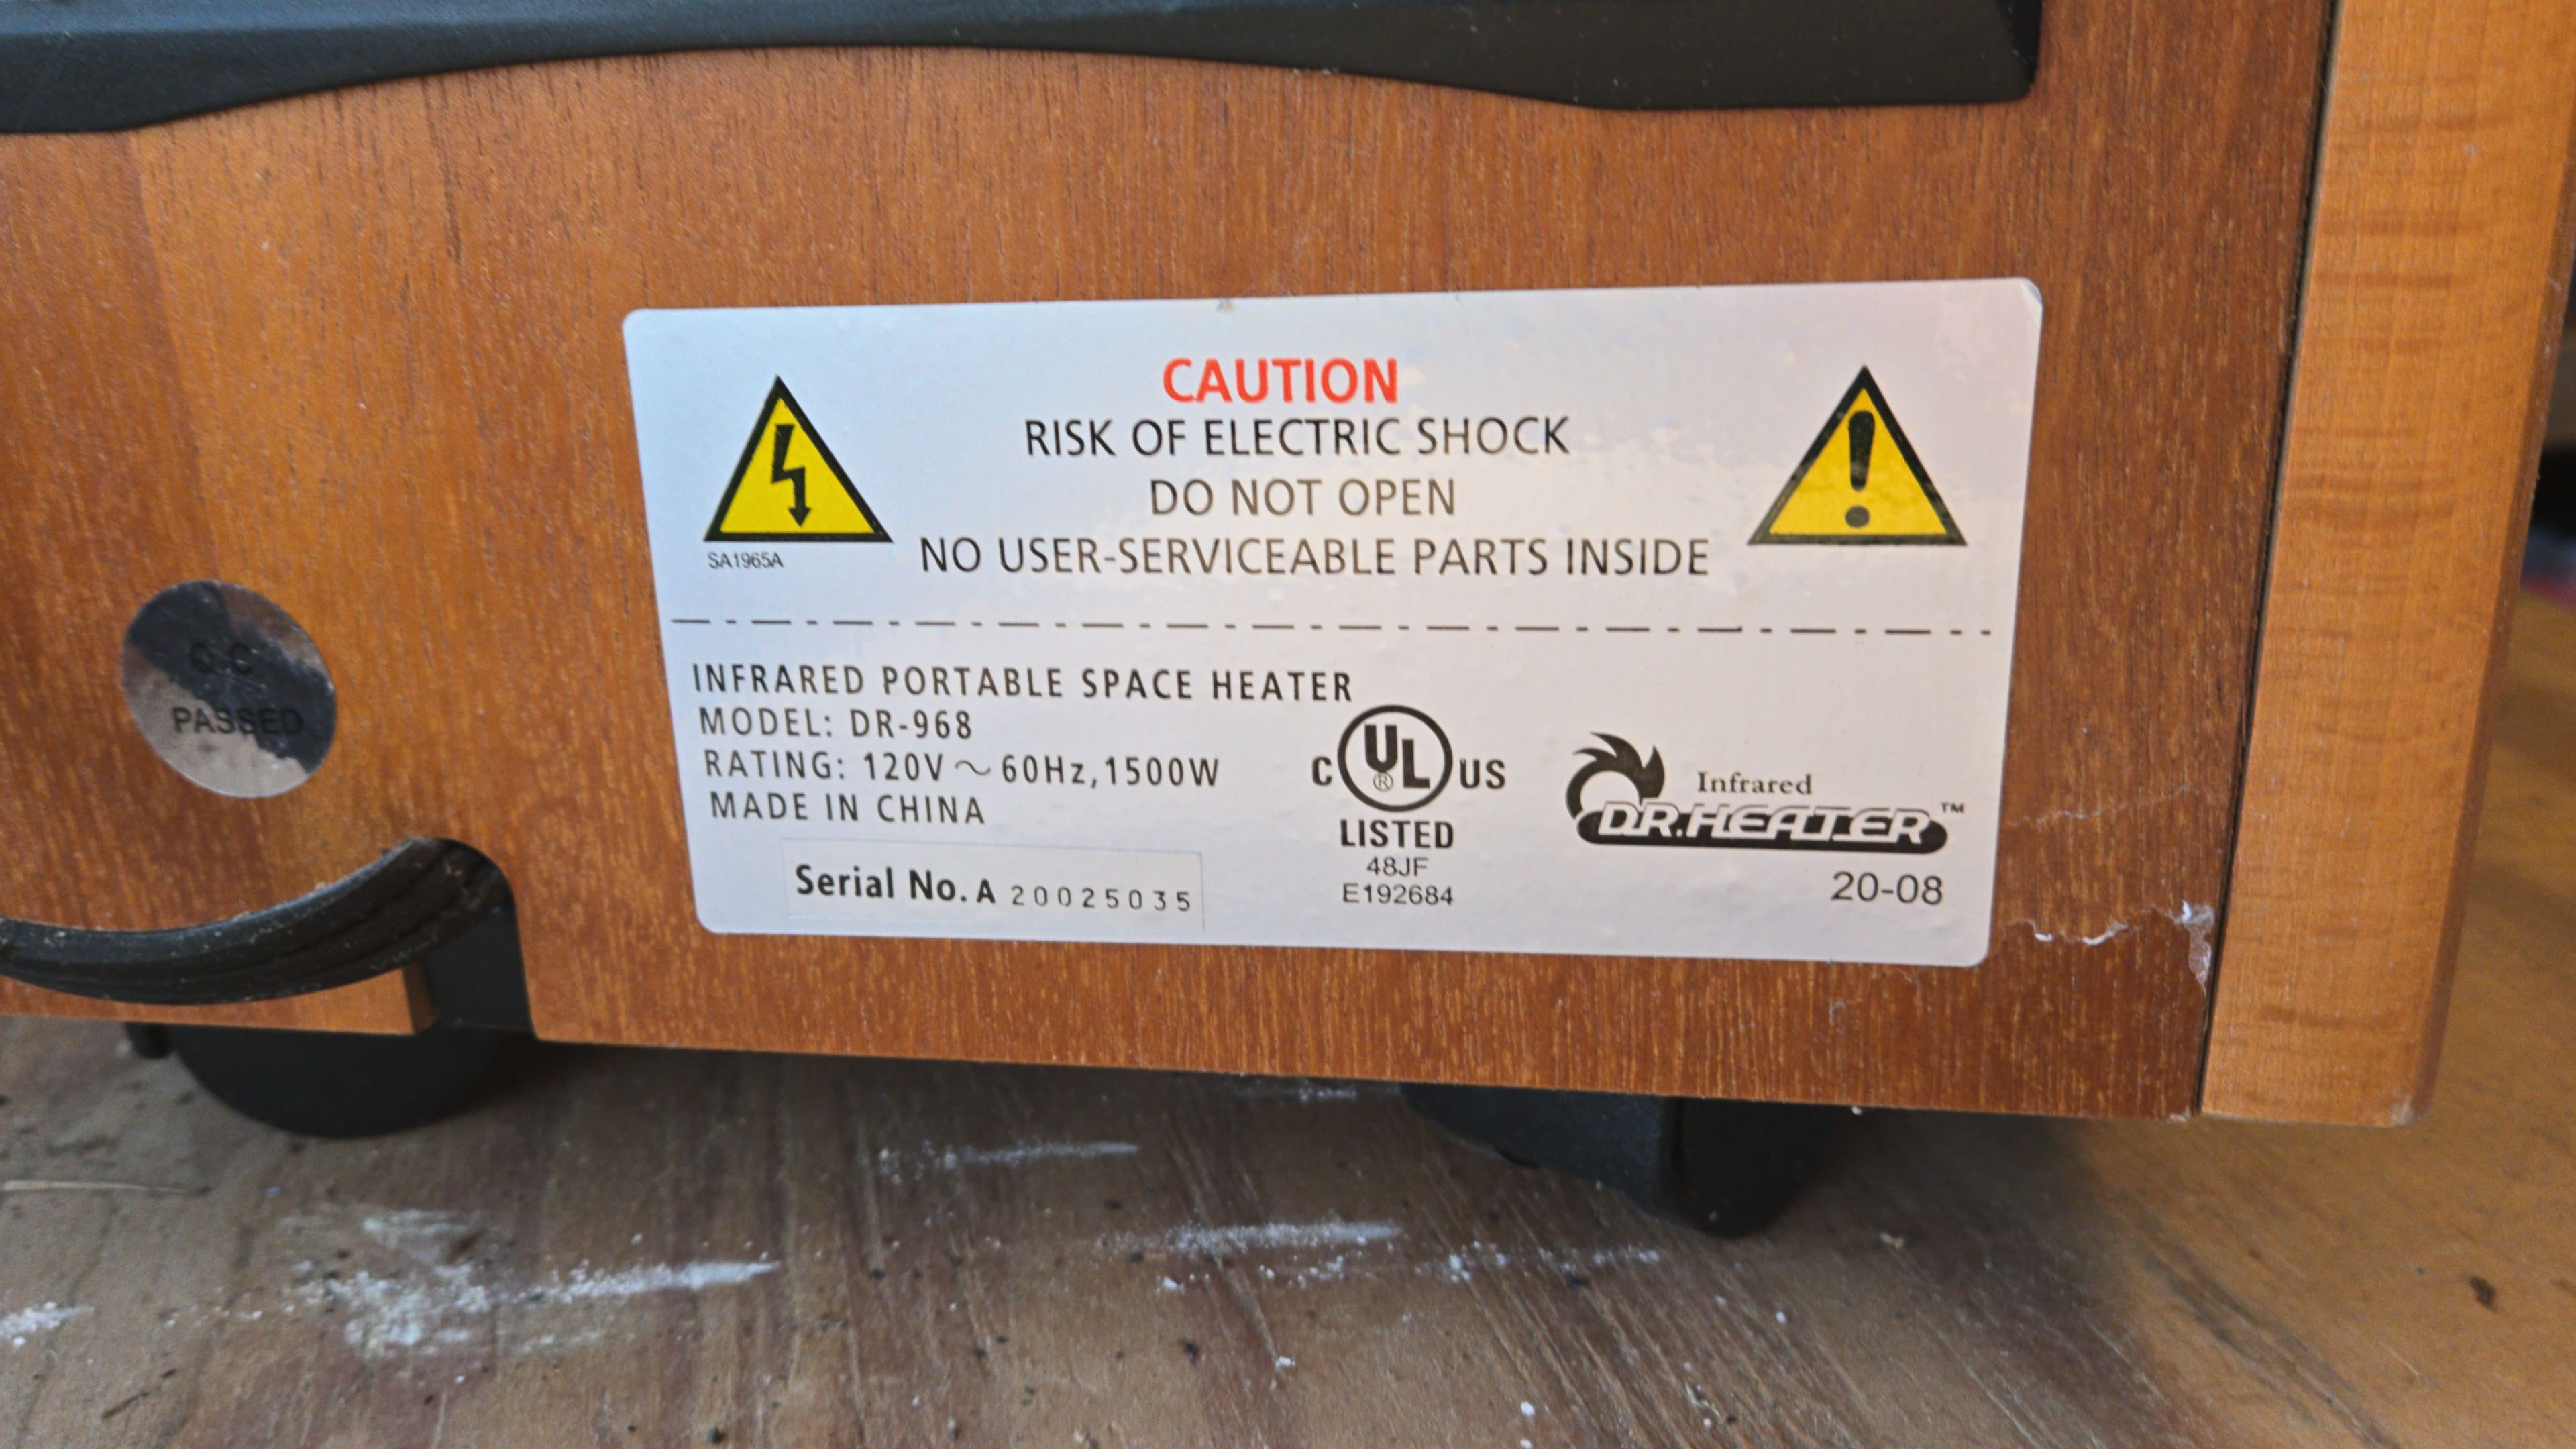 CAUTION
RISK OF ELECTRIC SHOCK
DO NOT OPEN
NO USER-SERVICEABLE PARTS INSIDE
SA1965A
Q.C
PASSED
INFRARED PORTABLE SPACE HEATER
MODEL: DR-968
RATING: 120V～60Hz,1500W
MADE IN CHINA
Serial No. A 20025035
C UL ® US
LISTED
48JF
E192684
Infrared
DR.HEATER™
20-08